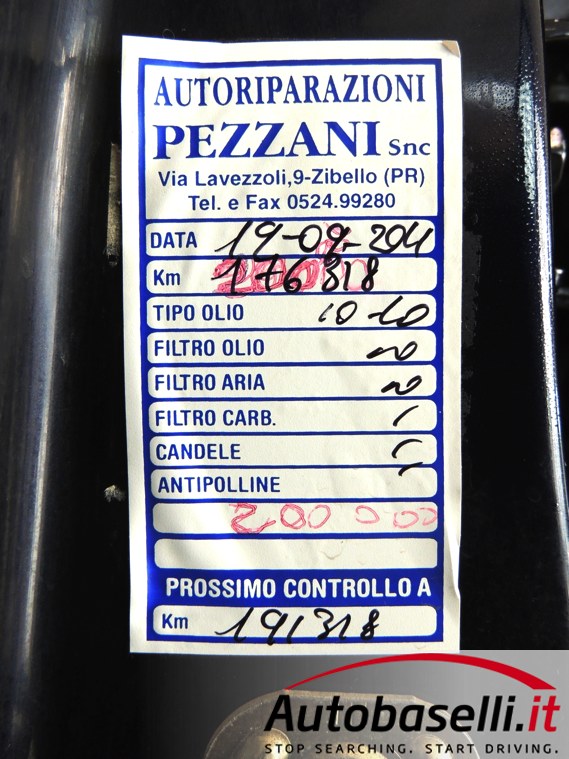 AUTORIPARAZIONI
PEZZANI Snc
Via Lavezzoli,9-Zibello (PR)
Tel. e Fax 0524.99280
DATA 19-09-2011
Km 176318
TIPO OLIO
FILTRO OLIO
FILTRO ARIA
FILTRO CARB.
CANDELE
ANTIPOLLINE
200 000
PROSSIMO CONTROLLO A
Km 191318
Autobaselli.it
STOP SEARCHING. START DRIVING.